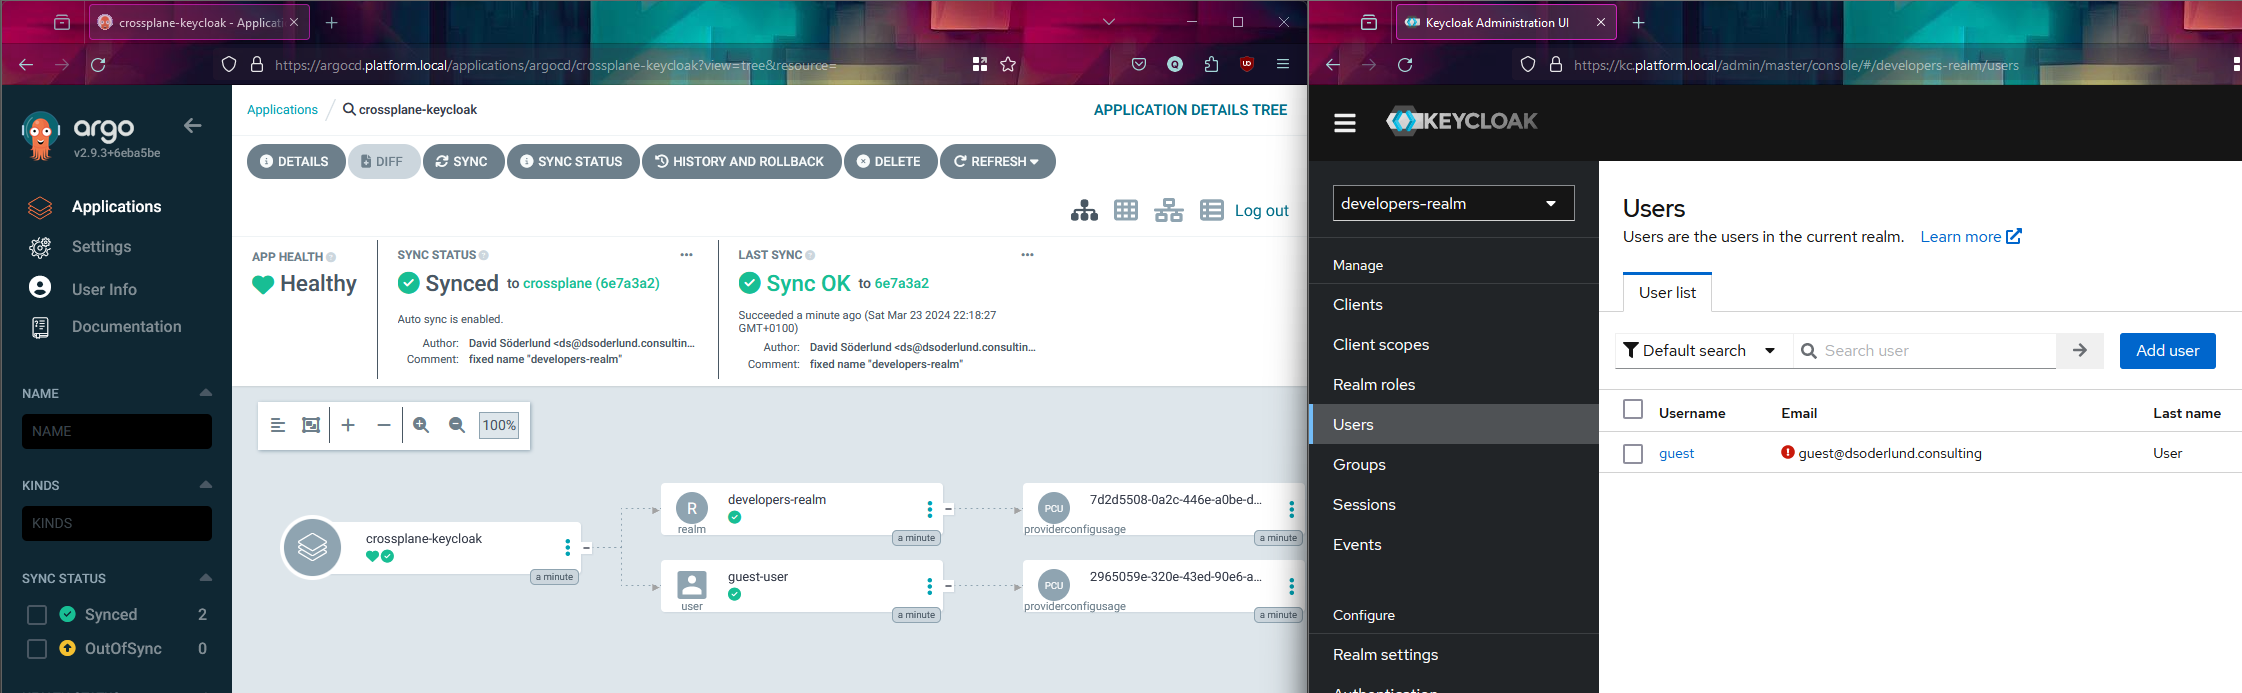 crossplane-keycloak - Applicati
https://argocd.platform.local/applications/argocd/crossplane-keycloak?view=tree&resource=
argo
v2.9.3+6eba5be
Applications
Settings
User Info
Documentation
NAME
NAME
KINDS
KINDS
SYNC STATUS
Synced 2
OutOfSync 0
Applications / crossplane-keycloak
APPLICATION DETAILS TREE
DETAILS
DIFF
SYNC
SYNC STATUS
HISTORY AND ROLLBACK
DELETE
REFRESH
Log out
APP HEALTH
Healthy
SYNC STATUS
Synced to crossplane (6e7a3a2)
Auto sync is enabled.
Author: David Söderlund <ds@dsoderlund.consultin...
Comment: fixed name "developers-realm"
LAST SYNC
Sync OK to 6e7a3a2
Succeeded a minute ago (Sat Mar 23 2024 22:18:27
GMT+0100)
Author: David Söderlund <ds@dsoderlund.consultin...
Comment: fixed name "developers-realm"
100%
crossplane-keycloak
a minute
R
realm
developers-realm
a minute
user
guest-user
a minute
PCU
providerconfigusage
7d2d5508-0a2c-446e-a0be-d...
a minute
PCU
providerconfigusage
2965059e-320e-43ed-90e6-a...
a minute
Keycloak Administration UI
https://kc.platform.local/admin/master/console/#/developers-realm/users
KEYCLOAK
developers-realm
Manage
Clients
Client scopes
Realm roles
Users
Groups
Sessions
Events
Configure
Realm settings
Authentication
Users
Users are the users in the current realm. Learn more
User list
Default search
Search user
Add user
Username Email Last name
guest guest@dsoderlund.consulting User